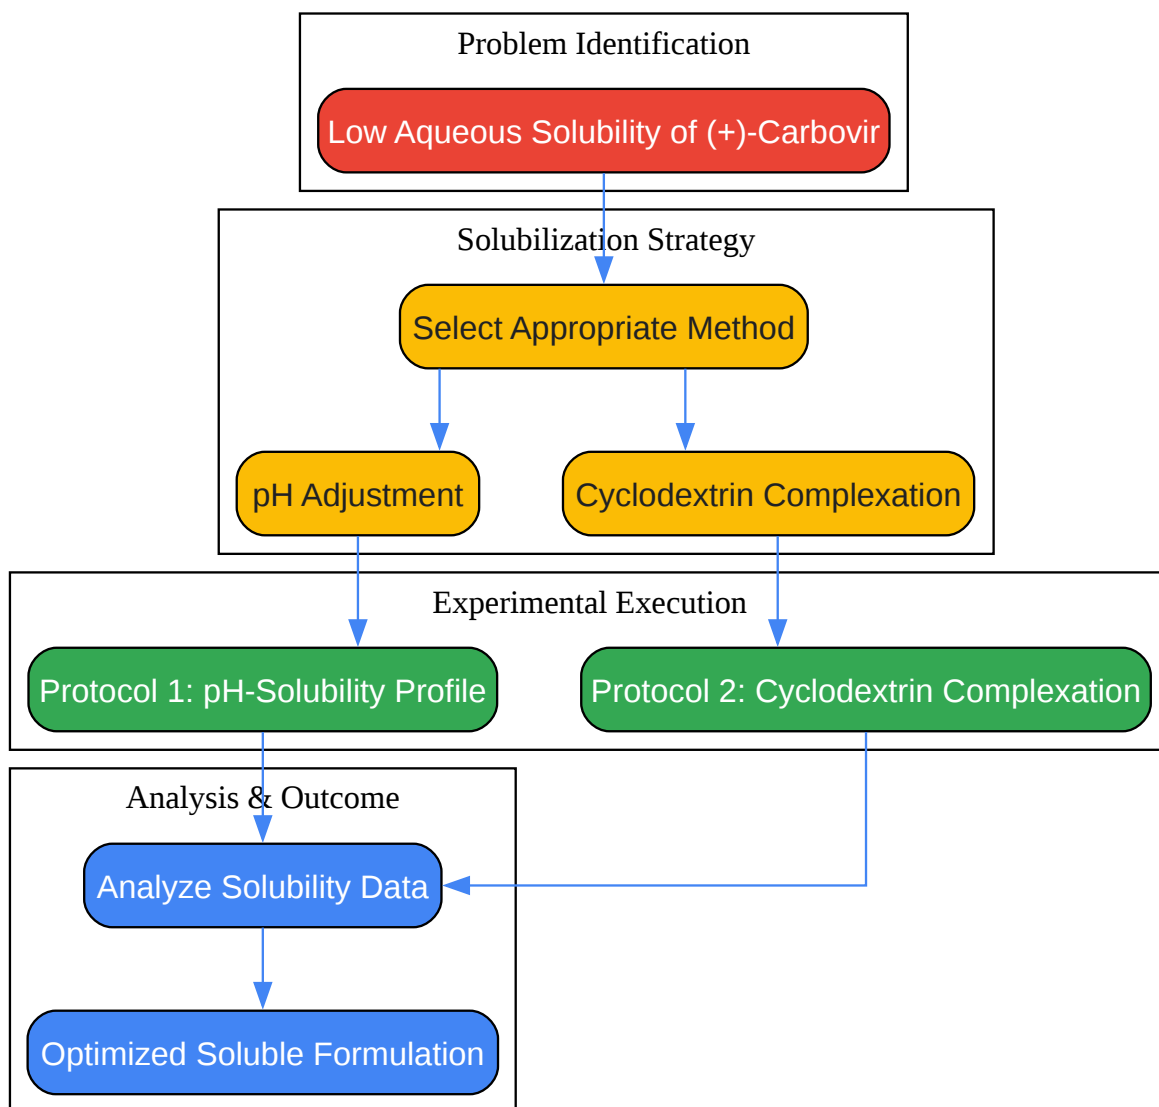 Problem Identification
Low Aqueous Solubility of (+)-Carbovir
Solubilization Strategy
Select Appropriate Method
pH Adjustment
Cyclodextrin Complexation
Experimental Execution
Protocol 1: pH-Solubility Profile
Protocol 2: Cyclodextrin Complexation
Analysis & Outcome
Analyze Solubility Data
Optimized Soluble Formulation